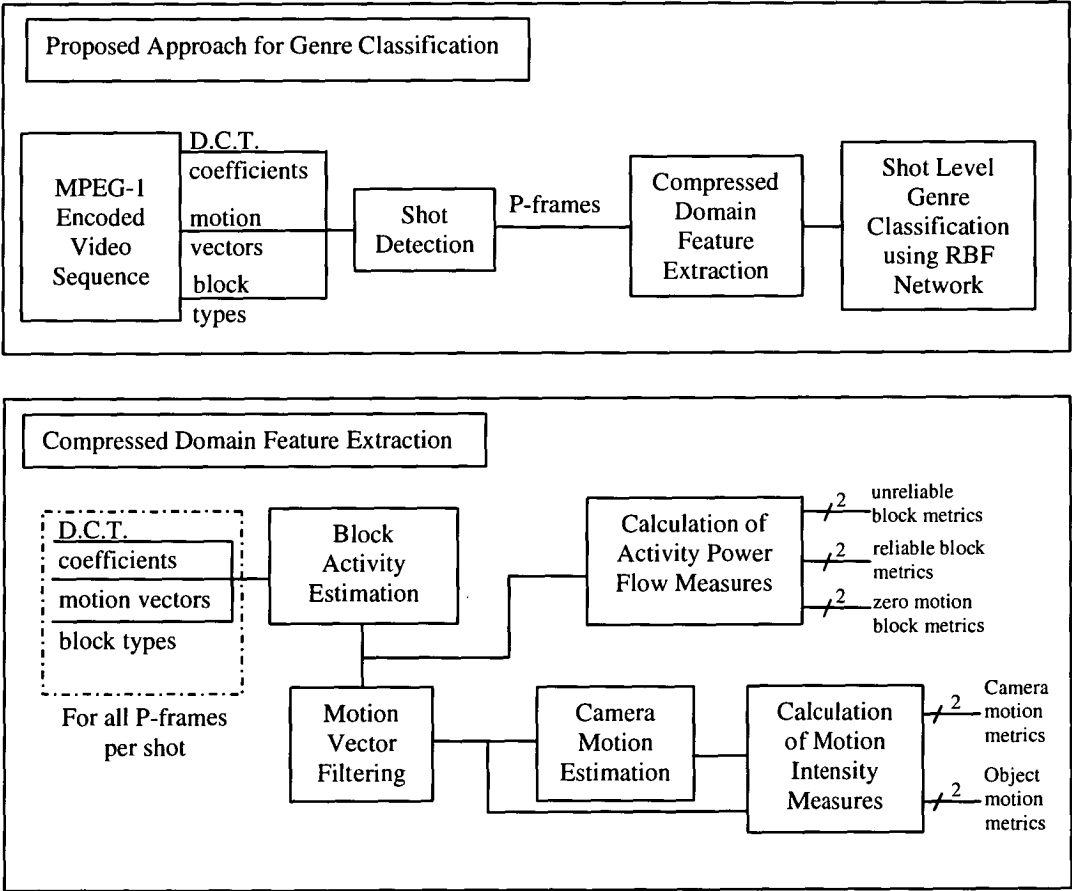 Proposed Approach for Genre Classification
MPEG-1
Encoded
Video
Sequence
D.C.T.
coefficients
motion
vectors
block
types
Shot
Detection
P-frames
Compressed
Domain
Feature
Extraction
Shot Level
Genre
Classification
using RBF
Network
Compressed Domain Feature Extraction
D.C.T.
coefficients
motion vectors
block types
For all P-frames
per shot
Block
Activity
Estimation
Calculation of
Activity Power
Flow Measures
2
unreliable
block metrics
2
reliable block
metrics
2
zero motion
block metrics
Motion
Vector
Filtering
Camera
Motion
Estimation
Calculation
of Motion
Intensity
Measures
2
Camera
motion
metrics
2
Object
motion
metrics